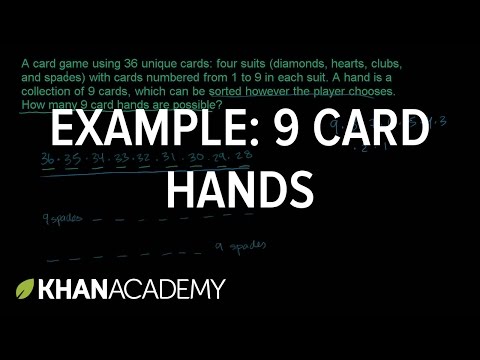 A card game using 36 unique cards: four suits (diamonds, hearts, clubs,
and spades) with cards numbered from 1 to 9 in each suit. A hand is a
collection of 9 cards, which can be sorted however the player chooses.
How many 9 card hands are possible?
EXAMPLE: 9 CARD
HANDS
36 · 35 · 34 · 33 · 32 · 31 · 30 · 29 · 28
9 spades
9 spades
KHANACADEMY